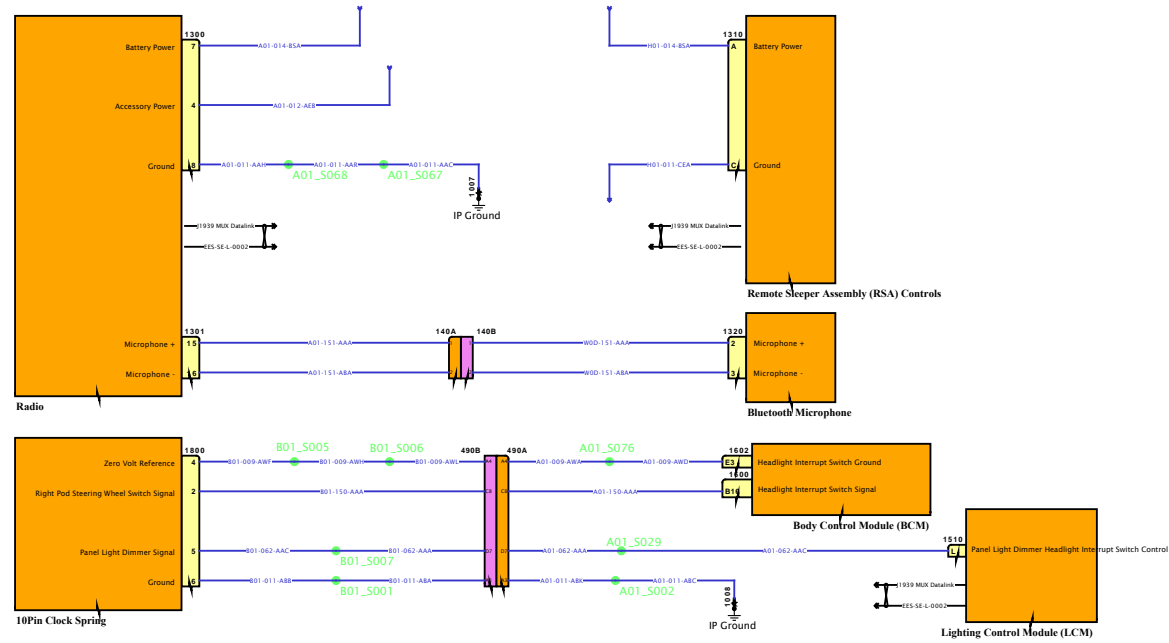 1300
Battery Power
7
A01-014-BSA
Accessory Power
4
A01-012-AEB
Ground
8
A01-011-AAH
A01-011-AAR
A01-011-AAC
A01_S068
A01_S067
1007
IP Ground
J1939 MUX Datalink
EES-SE-L-0002
1301
Microphone +
15
A01-151-AAA
Microphone -
A01-151-ABA
Radio
140A
140B
1310
H01-014-BSA
A
Battery Power
H01-011-CEA
C
Ground
J1939 MUX Datalink
EES-SE-L-0002
Remote Sleeper Assembly (RSA) Controls
1320
W0D-151-AAA
2
Microphone +
W0D-151-ABA
3
Microphone -
Bluetooth Microphone
1800
Zero Volt Reference
4
B01-009-AWF
B01_S005
B01-009-AWH
B01_S006
B01-009-AWL
Right Pod Steering Wheel Switch Signal
2
B01-150-AAA
Panel Light Dimmer Signal
5
B01-062-AAC
B01-062-AAA
B01_S007
Ground
6
B01-011-ABB
B01-011-ABA
B01_S001
10Pin Clock Spring
490B
490A
A4
A4
C8
C8
D7
D7
A01-009-AWA
A01_S076
A01-009-AWD
A01-150-AAA
A01-062-AAA
A01_S029
A01-062-AAC
A01-011-ABK
A01-011-ABC
A01_S002
1008
IP Ground
1602
E3
Headlight Interrupt Switch Ground
1600
B16
Headlight Interrupt Switch Signal
Body Control Module (BCM)
1510
Panel Light Dimmer Headlight Interrupt Switch Control
J1939 MUX Datalink
EES-SE-L-0002
Lighting Control Module (LCM)